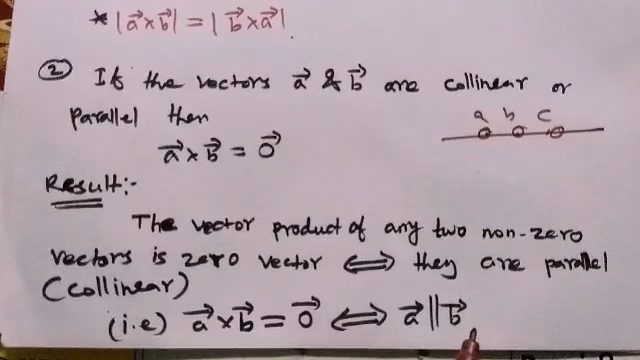 * |a⃗ × b⃗| = |b⃗ × a⃗|.
② If the vectors a⃗ & b⃗ are collinear or
parallel then
a b c
a⃗ × b⃗ = 0⃗
Result:-
The vector product of any two non-zero
vectors is zero vector ⟺ they are parallel
(collinear)
(i.e) a⃗ × b⃗ = 0⃗ ⟺ a⃗ || b⃗